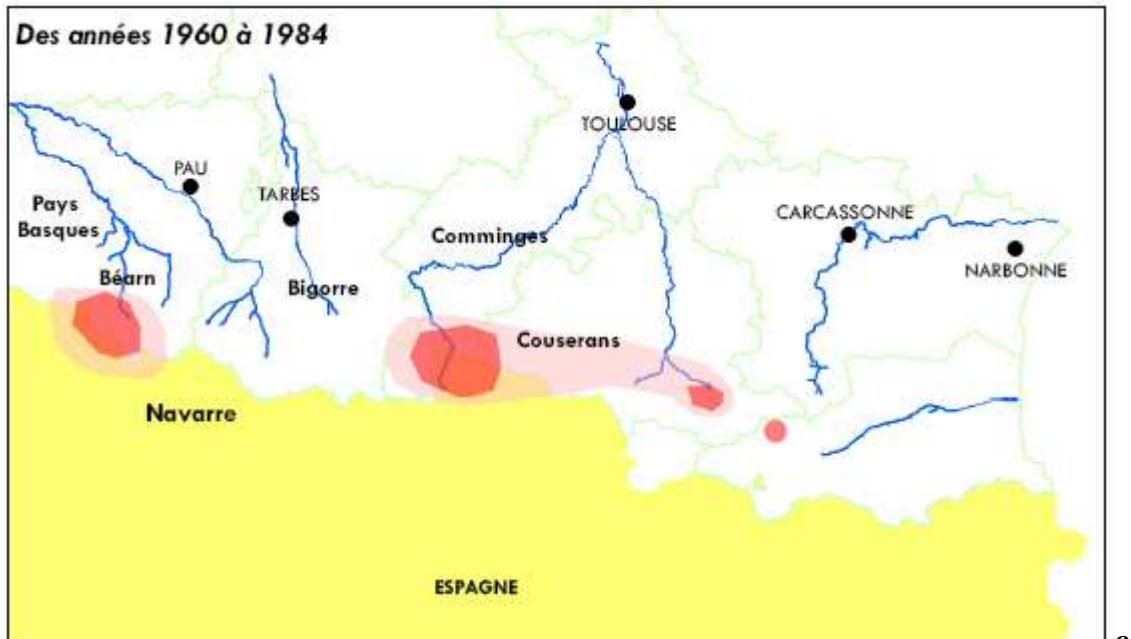 Des années 1960 à 1984
TOULOUSE
PAU
TARBES
Pays
Basques
CARCASSONNE
Comminges
NARBONNE
Béarn
Bigorre
Couserans
Navarre
ESPAGNE